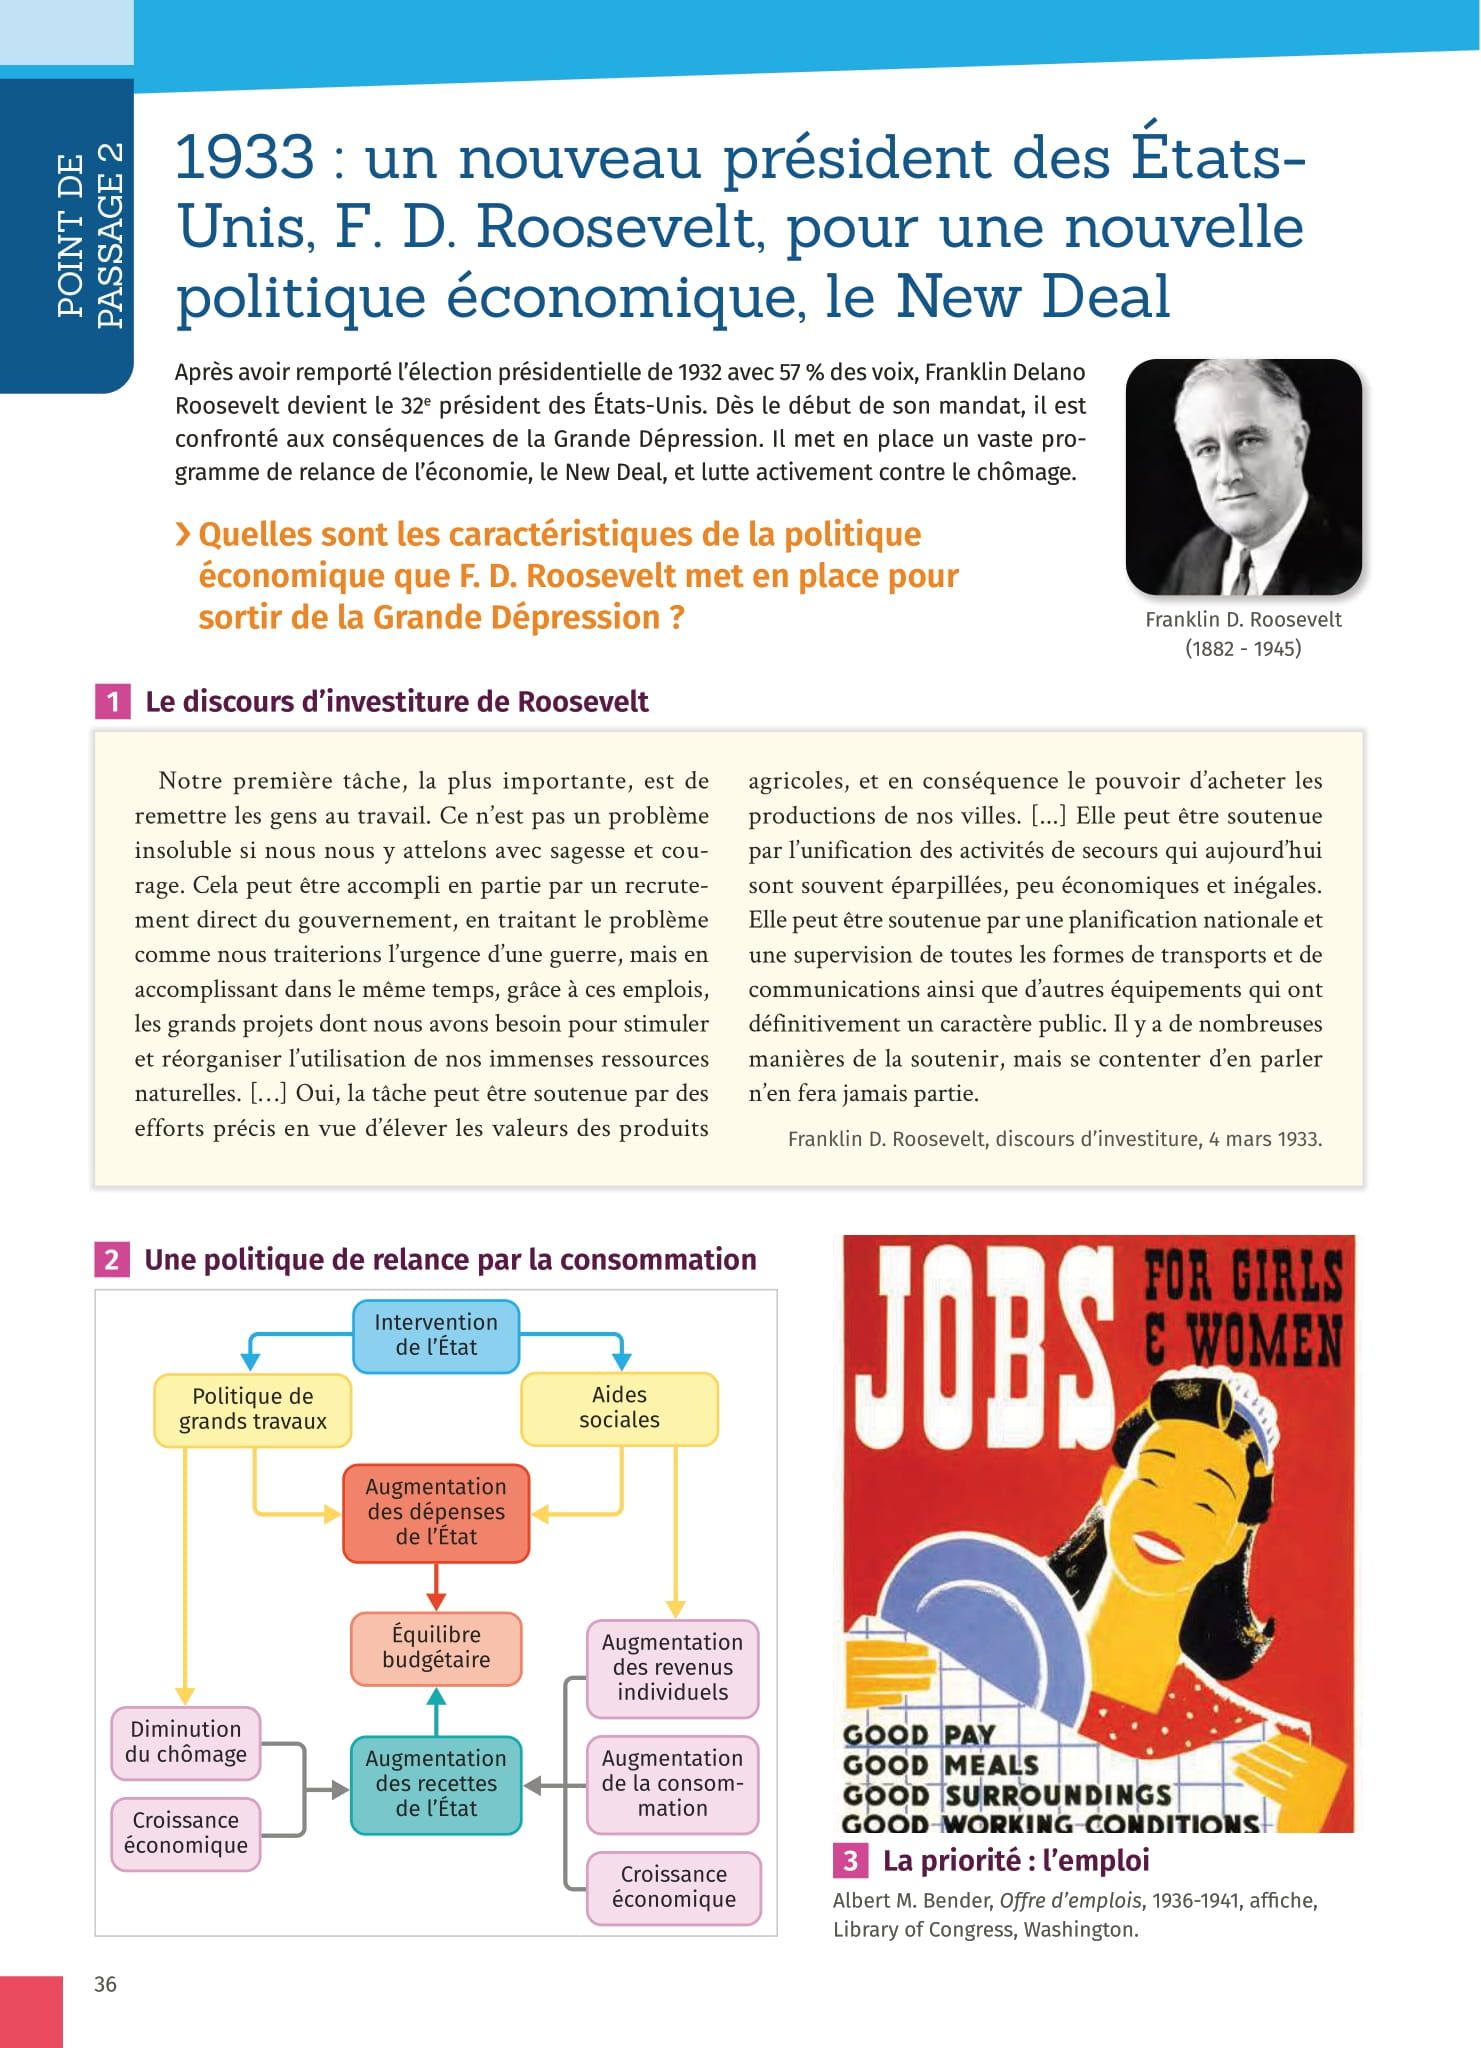 POINT DE
PASSAGE 2
1933 : un nouveau président des États-
Unis, F. D. Roosevelt, pour une nouvelle
politique économique, le New Deal
Après avoir remporté l’élection présidentielle de 1932 avec 57 % des voix, Franklin Delano
Roosevelt devient le 32e président des États-Unis. Dès le début de son mandat, il est
confronté aux conséquences de la Grande Dépression. Il met en place un vaste pro-
gramme de relance de l’économie, le New Deal, et lutte activement contre le chômage.
› Quelles sont les caractéristiques de la politique
économique que F. D. Roosevelt met en place pour
sortir de la Grande Dépression ?
Franklin D. Roosevelt
(1882 - 1945)
1 Le discours d’investiture de Roosevelt
Notre première tâche, la plus importante, est de
remettre les gens au travail. Ce n’est pas un problème
insoluble si nous nous y attelons avec sagesse et cou-
rage. Cela peut être accompli en partie par un recrute-
ment direct du gouvernement, en traitant le problème
comme nous traiterions l’urgence d’une guerre, mais en
accomplissant dans le même temps, grâce à ces emplois,
les grands projets dont nous avons besoin pour stimuler
et réorganiser l’utilisation de nos immenses ressources
naturelles. […] Oui, la tâche peut être soutenue par des
efforts précis en vue d’élever les valeurs des produits
agricoles, et en conséquence le pouvoir d’acheter les
productions de nos villes. [...] Elle peut être soutenue
par l’unification des activités de secours qui aujourd’hui
sont souvent éparpillées, peu économiques et inégales.
Elle peut être soutenue par une planification nationale et
une supervision de toutes les formes de transports et de
communications ainsi que d’autres équipements qui ont
définitivement un caractère public. Il y a de nombreuses
manières de la soutenir, mais se contenter d’en parler
n’en fera jamais partie.
Franklin D. Roosevelt, discours d’investiture, 4 mars 1933.
2 Une politique de relance par la consommation
Intervention
de l’État
Politique de
grands travaux
Aides
sociales
Augmentation
des dépenses
de l’État
Équilibre
budgétaire
Augmentation
des revenus
individuels
Diminution
du chômage
Augmentation
des recettes
de l’État
Augmentation
de la consom-
mation
Croissance
économique
Croissance
économique
JOBS
FOR GIRLS
& WOMEN
GOOD PAY
GOOD MEALS
GOOD SURROUNDINGS
GOOD WORKING CONDITIONS
3 La priorité : l’emploi
Albert M. Bender, Offre d’emplois, 1936-1941, affiche,
Library of Congress, Washington.
36